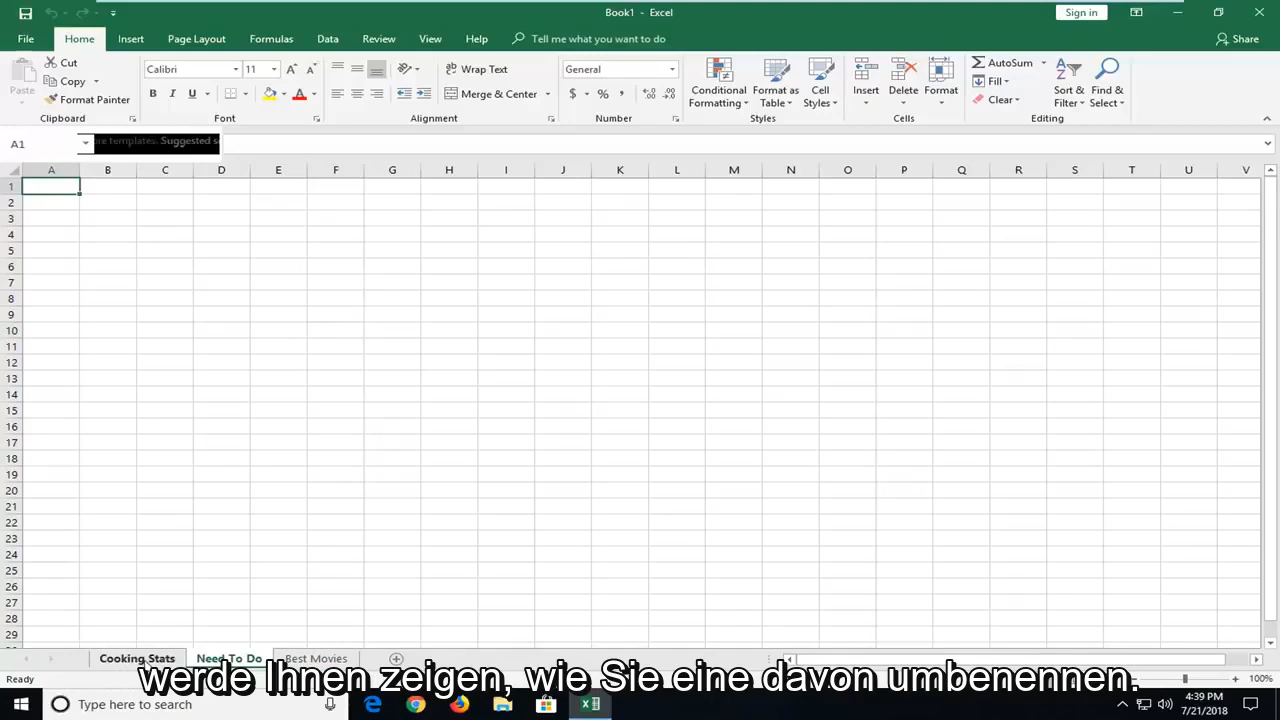 Book1 - Excel
Sign in
File Home Insert Page Layout Formulas Data Review View Help Tell me what you want to do Share
Paste
Cut
Copy
Format Painter
Clipboard
Calibri 11
B I U
Font
Wrap Text
Merge & Center
Alignment
General
$ % ,
Number
Conditional Formatting
Format as Table
Cell Styles
Styles
Insert Delete Format
Cells
AutoSum
Fill
Clear
Sort & Filter
Find & Select
Editing
A1
templates. Suggested
A B C D E F G H I J K L M N O P Q R S T U V
1
2
3
4
5
6
7
8
9
10
11
12
13
14
15
16
17
18
19
20
21
22
23
24
25
26
27
28
29
Cooking Stats Need To Do Best Movies
werde Ihnen zeigen, wie Sie eine davon umbenennen.
Ready
100%
Type here to search
4:39 PM
7/21/2018